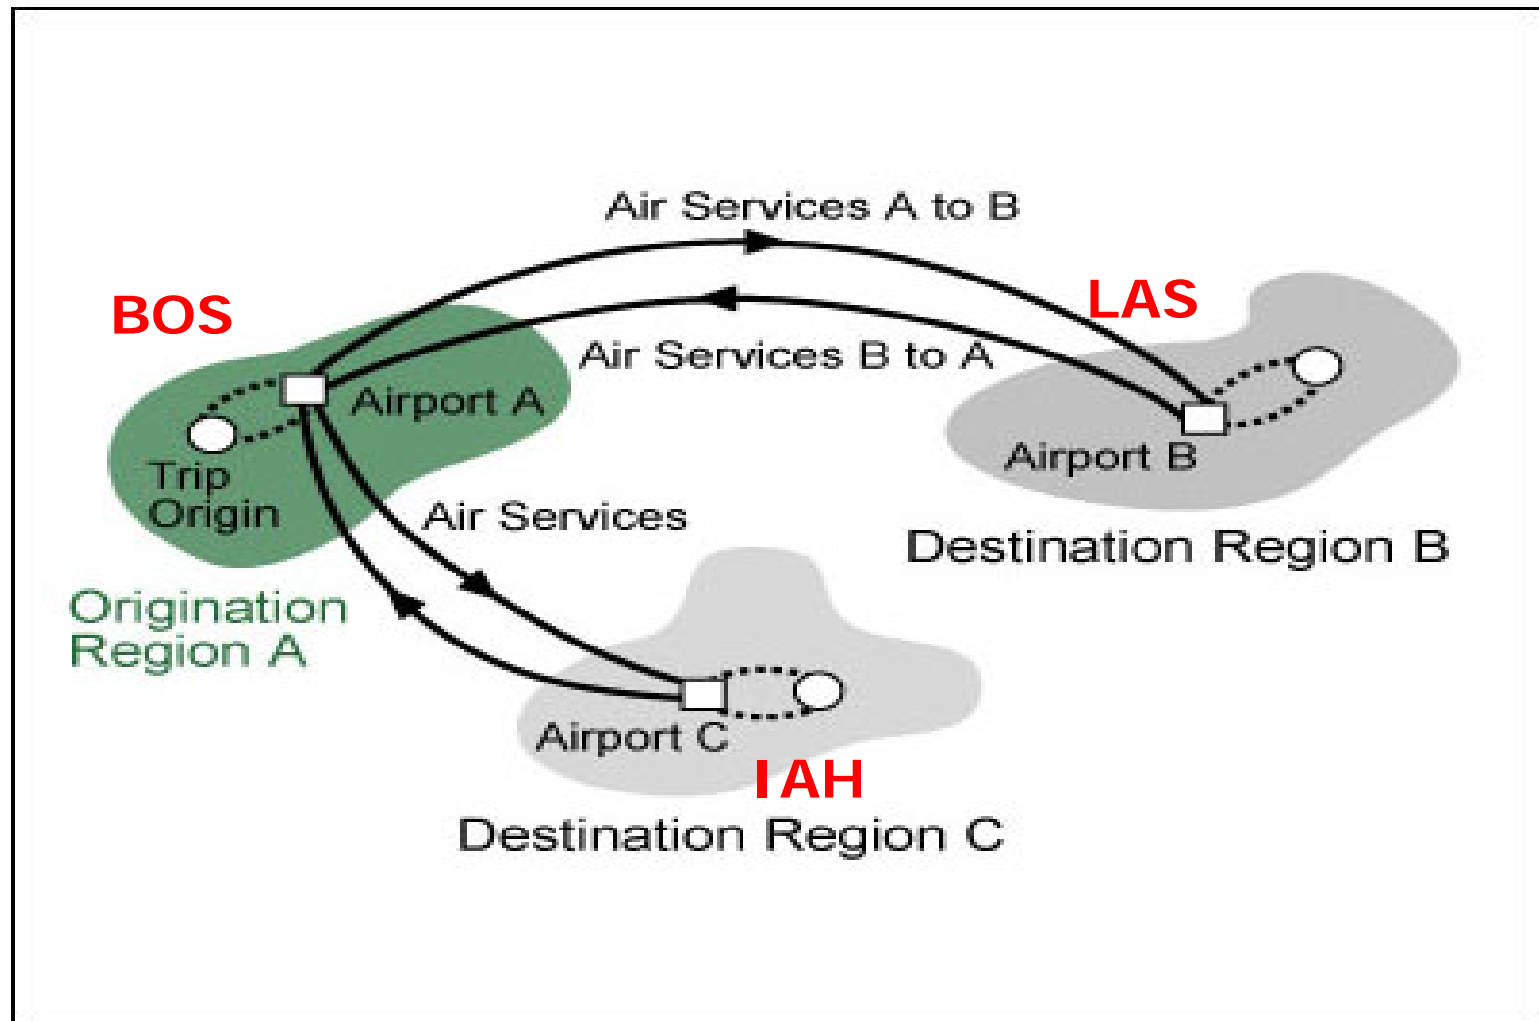 Air Services A to B
BOS
LAS
Air Services B to A
Airport A
Airport B
Trip
Origin
Air Services
Destination Region B
Origination
Region A
Airport C
IAH
Destination Region C